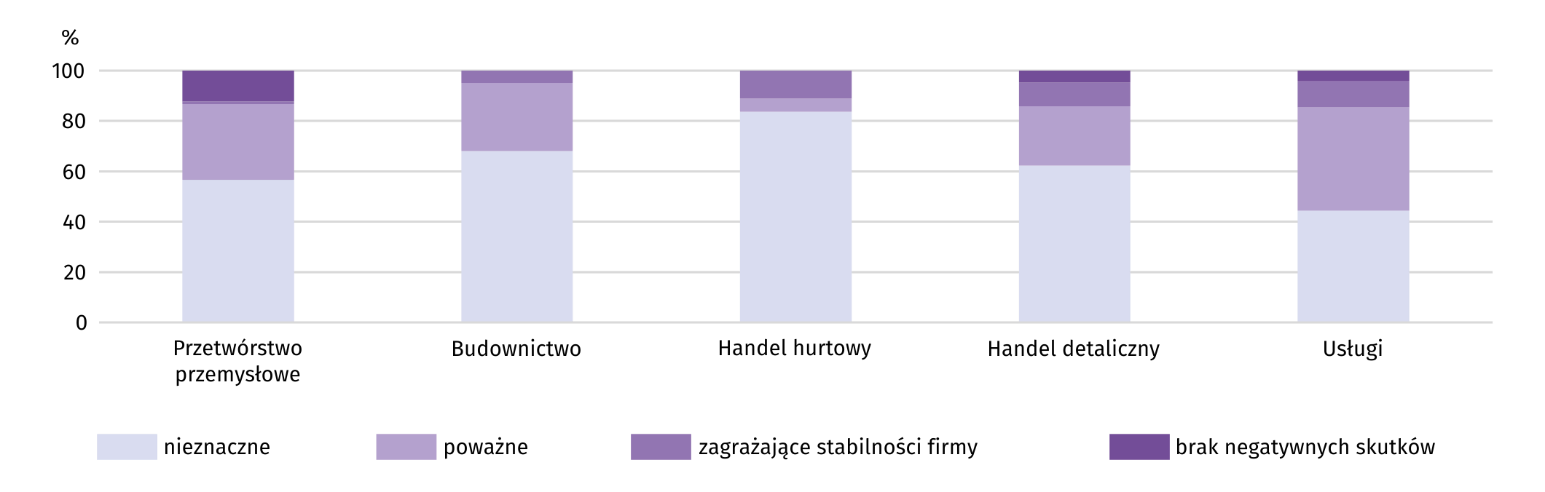 %
100
80
60
40
20
0
Przetwórstwo
przemysłowe
Budownictwo
Handel hurtowy
Handel detaliczny
Usługi
nieznaczne
poważne
zagrażające stabilności firmy
brak negatywnych skutków